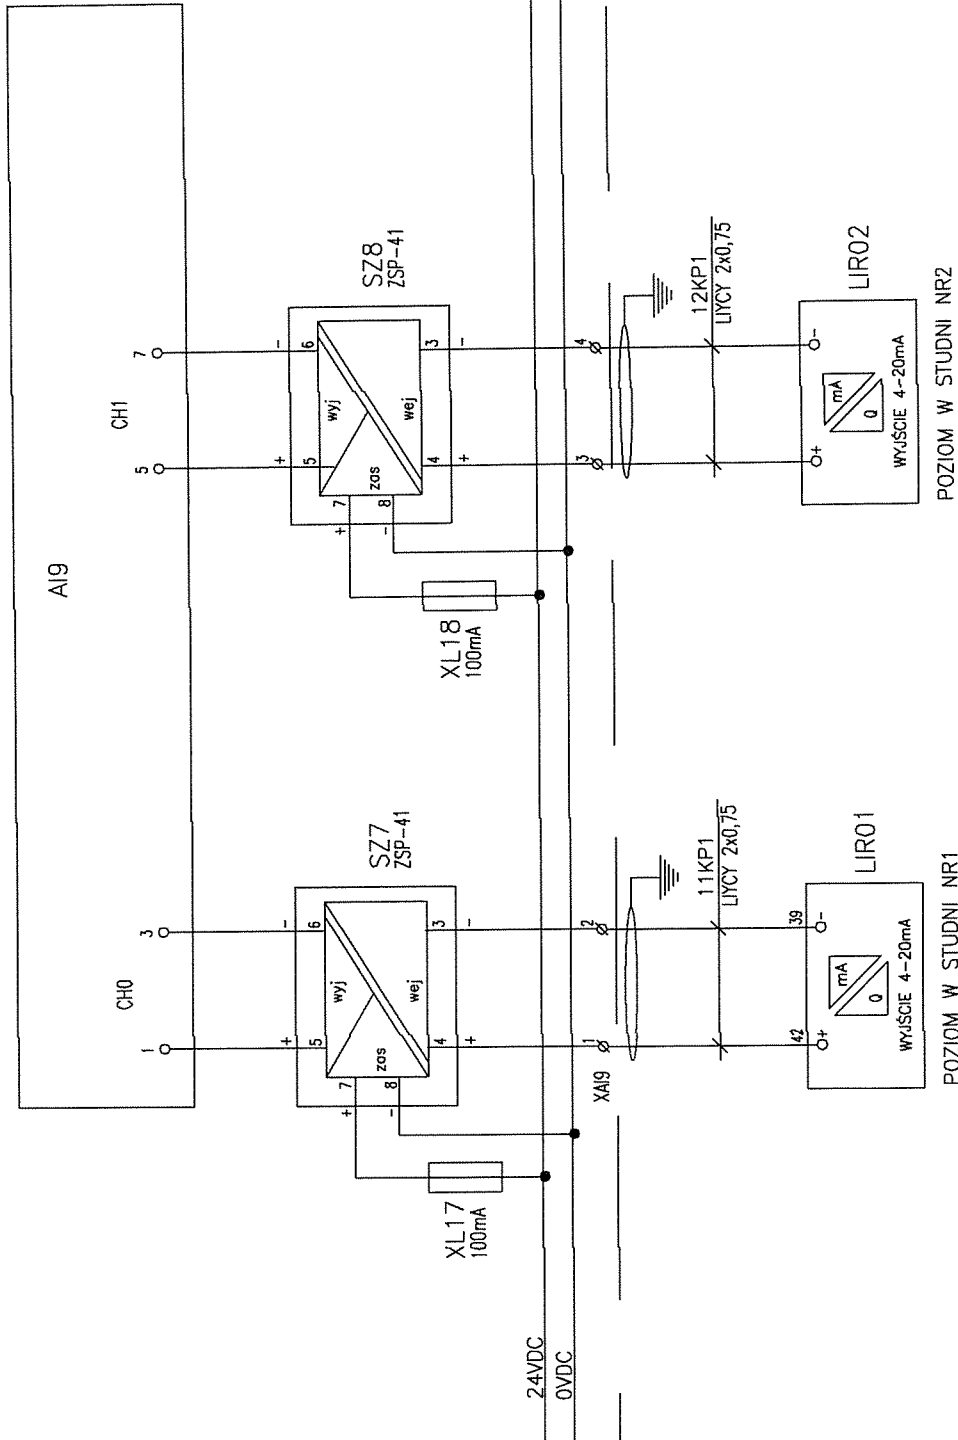 AI9
CH0
CH1
1
3
5
7
+
-
+
-
5
6
5
6
SZ7
ZSP-41
SZ8
ZSP-41
wyj
zas
wej
wyj
zas
wej
+
7
-
8
+
7
-
8
4
3
4
3
+
-
+
-
XL17
100mA
XL18
100mA
24VDC
0VDC
XAI9
1
2
3
4
11KP1
LIYCY 2x0,75
12KP1
LIYCY 2x0,75
42
39
+
-
+
-
mA
Q
mA
Q
WYJŚCIE 4-20mA
WYJŚCIE 4-20mA
LIR01
LIR02
POZIOM W STUDNI NR1
POZIOM W STUDNI NR2